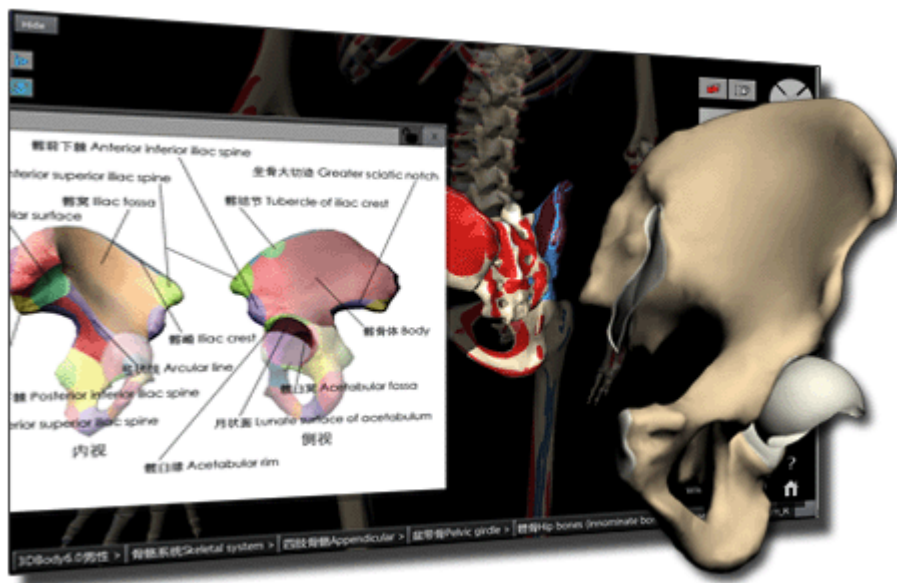 Hide
髂前下棘 Anterior inferior iliac spine
nterior superior iliac spine
坐骨大切迹 Greater sciatic notch
髂窝 Iliac fossa
髂结节 Tubercle of iliac crest
lar surface
髂嵴 Iliac crest
髂骨体 Body
弓状线 Arcular line
髋臼窝 Acetabular fossa
棘 Posterior inferior iliac spine
erior superior iliac spine
月状面 Lunate surface of acetabulum
内视
侧视
髋臼缘 Acetabular rim
?
3DBody6.0男性 > 骨骼系统Skeletal system > 四肢骨骼Appendicular > 盆带骨Pelvic girdle > 髋骨Hip bones (innominate bon